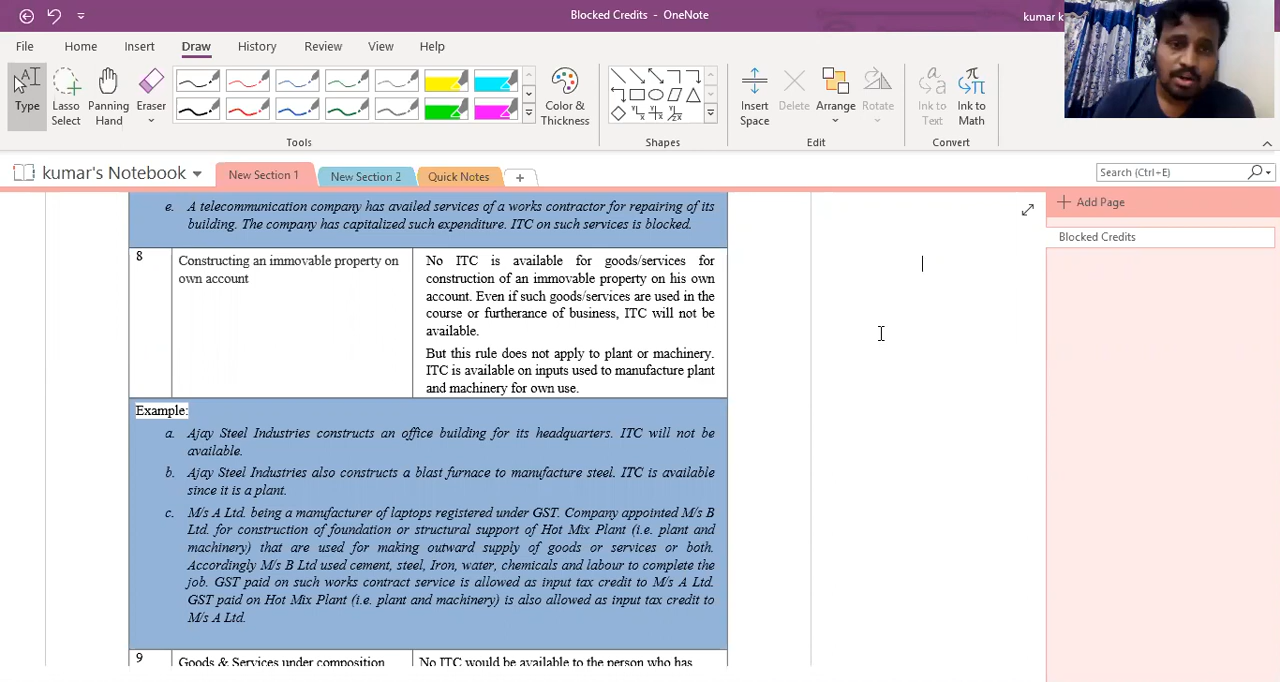 Blocked Credits - OneNote
kumar k
File Home Insert Draw History Review View Help
Type
Lasso Select
Panning Hand
Eraser
Color & Thickness
Insert Space
Delete
Arrange
Rotate
Ink to Text
Ink to Math
Tools
Shapes
Edit
Convert
kumar's Notebook
New Section 1
New Section 2
Quick Notes
Search (Ctrl+E)
Add Page
Blocked Credits
e. A telecommunication company has availed services of a works contractor for repairing of its
building. The company has capitalized such expenditure. ITC on such services is blocked.
8
Constructing an immovable property on
own account
No ITC is available for goods/services for
construction of an immovable property on his own
account. Even if such goods/services are used in the
course or furtherance of business, ITC will not be
available.
But this rule does not apply to plant or machinery.
ITC is available on inputs used to manufacture plant
and machinery for own use.
Example:
a. Ajay Steel Industries constructs an office building for its headquarters. ITC will not be
available.
b. Ajay Steel Industries also constructs a blast furnace to manufacture steel. ITC is available
since it is a plant.
c. M/s A Ltd. being a manufacturer of laptops registered under GST. Company appointed M/s B
Ltd. for construction of foundation or structural support of Hot Mix Plant (i.e. plant and
machinery) that are used for making outward supply of goods or services or both.
Accordingly M/s B Ltd used cement, steel, Iron, water, chemicals and labour to complete the
job. GST paid on such works contract service is allowed as input tax credit to M/s A Ltd.
GST paid on Hot Mix Plant (i.e. plant and machinery) is also allowed as input tax credit to
M/s A Ltd.
9
Goods & Services under composition
No ITC would be available to the person who has